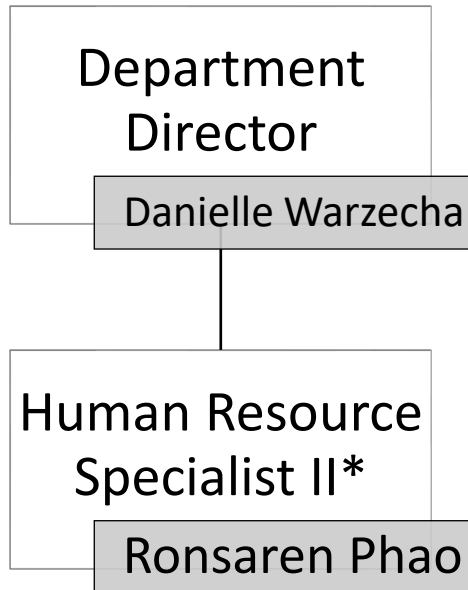 Department
Director
Danielle Warzecha
Human Resource
Specialist II*
Ronsaren Phao